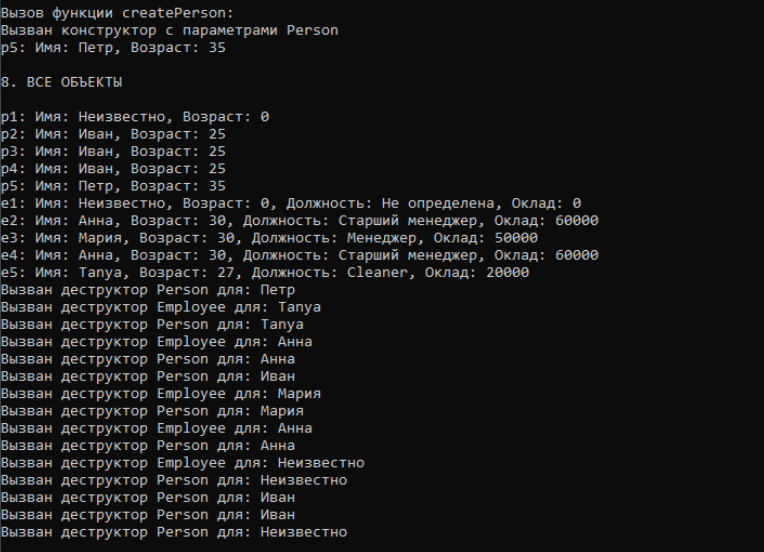 Вызов функции createPerson:
Вызван конструктор с параметрами Person
p5: Имя: Петр, Возраст: 35
8. ВСЕ ОБЪЕКТЫ
p1: Имя: Неизвестно, Возраст: 0
p2: Имя: Иван, Возраст: 25
p3: Имя: Иван, Возраст: 25
p4: Имя: Иван, Возраст: 25
p5: Имя: Петр, Возраст: 35
e1: Имя: Неизвестно, Возраст: 0, Должность: Не определена, Оклад: 0
e2: Имя: Анна, Возраст: 30, Должность: Старший менеджер, Оклад: 60000
e3: Имя: Мария, Возраст: 30, Должность: Менеджер, Оклад: 50000
e4: Имя: Анна, Возраст: 30, Должность: Старший менеджер, Оклад: 60000
e5: Имя: Tanya, Возраст: 27, Должность: Cleaner, Оклад: 20000
Вызван деструктор Person для: Петр
Вызван деструктор Employee для: Tanya
Вызван деструктор Person для: Tanya
Вызван деструктор Employee для: Анна
Вызван деструктор Person для: Анна
Вызван деструктор Person для: Иван
Вызван деструктор Employee для: Мария
Вызван деструктор Person для: Мария
Вызван деструктор Employee для: Анна
Вызван деструктор Person для: Анна
Вызван деструктор Employee для: Неизвестно
Вызван деструктор Person для: Неизвестно
Вызван деструктор Person для: Иван
Вызван деструктор Person для: Иван
Вызван деструктор Person для: Неизвестно